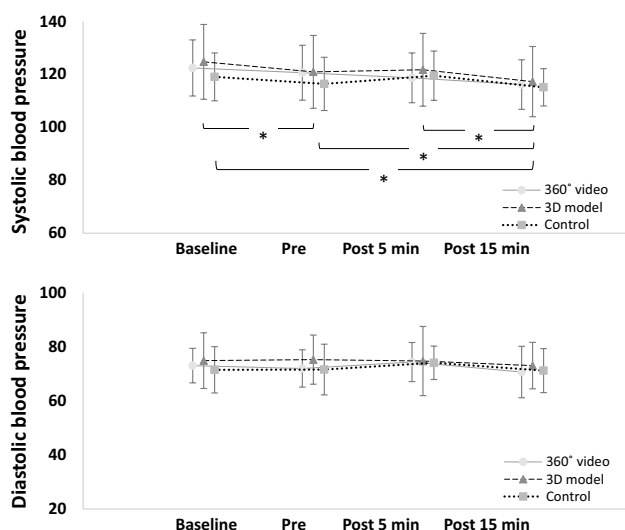 Systolic blood pressure
140
120
100
80
60
*
*
*
*
360° video
3D model
Control
Baseline Pre Post 5 min Post 15 min
Diastolic blood pressure
100
80
60
40
20
360° video
3D model
Control
Baseline Pre Post 5 min Post 15 min